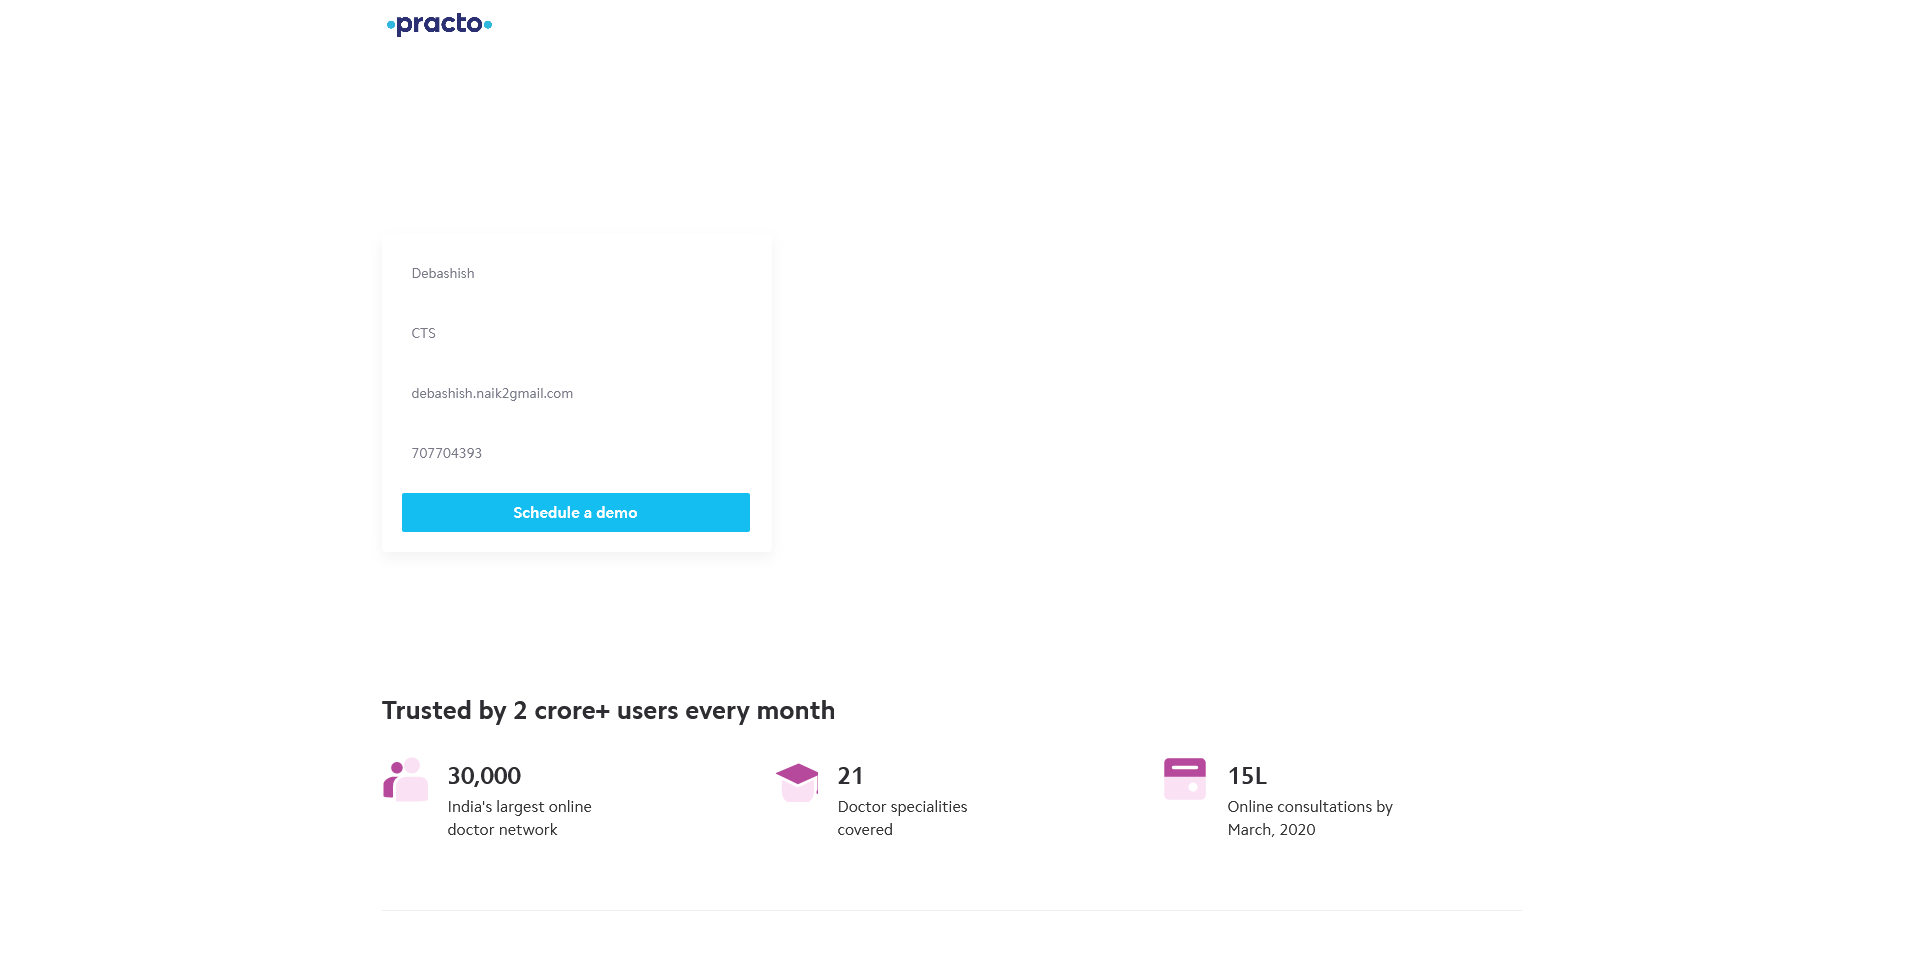 practo
Debashish
CTS
debashish.naik2gmail.com
707704393
Schedule a demo
Trusted by 2 crore+ users every month
30,000
India's largest online
doctor network
21
Doctor specialities
covered
15L
Online consultations by
March, 2020